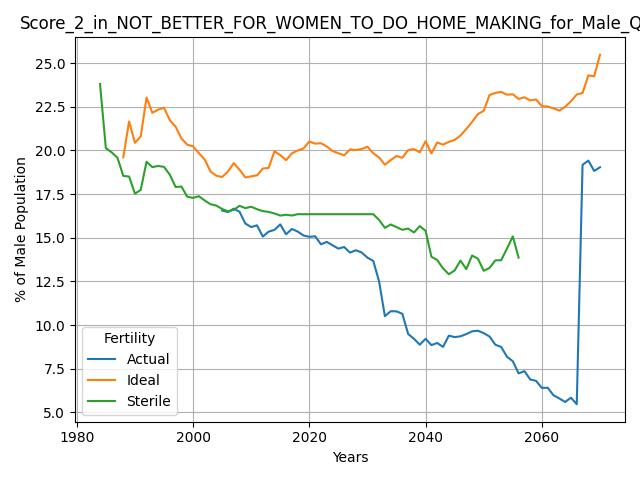 Score_2_in_NOT_BETTER_FOR_WOMEN_TO_DO_HOME_MAKING_for_Male_Q
25.0
22.5
20.0
17.5
15.0
12.5
10.0
7.5
5.0
% of Male Population
Fertility
Actual
Ideal
Sterile
1980
2000
2020
2040
2060
Years